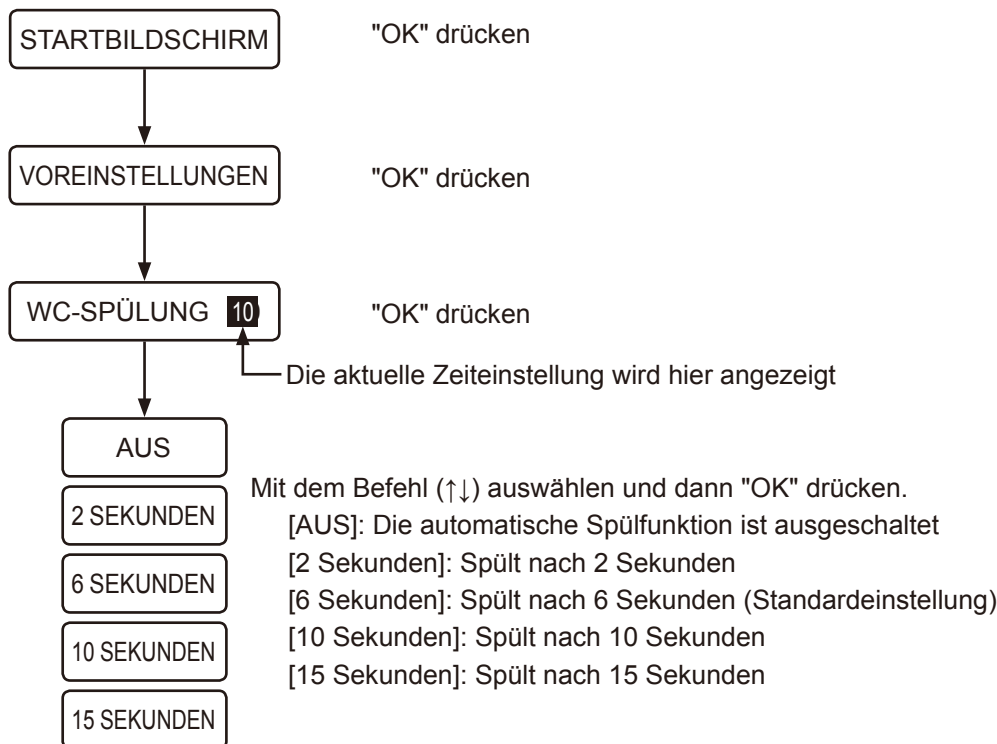 STARTBILDSCHIRM
"OK" drücken
VOREINSTELLUNGEN
"OK" drücken
WC-SPÜLUNG 10
"OK" drücken
Die aktuelle Zeiteinstellung wird hier angezeigt
AUS
2 SEKUNDEN
6 SEKUNDEN
10 SEKUNDEN
15 SEKUNDEN
Mit dem Befehl (↑↓) auswählen und dann "OK" drücken.
[AUS]: Die automatische Spülfunktion ist ausgeschaltet
[2 Sekunden]: Spült nach 2 Sekunden
[6 Sekunden]: Spült nach 6 Sekunden (Standardeinstellung)
[10 Sekunden]: Spült nach 10 Sekunden
[15 Sekunden]: Spült nach 15 Sekunden